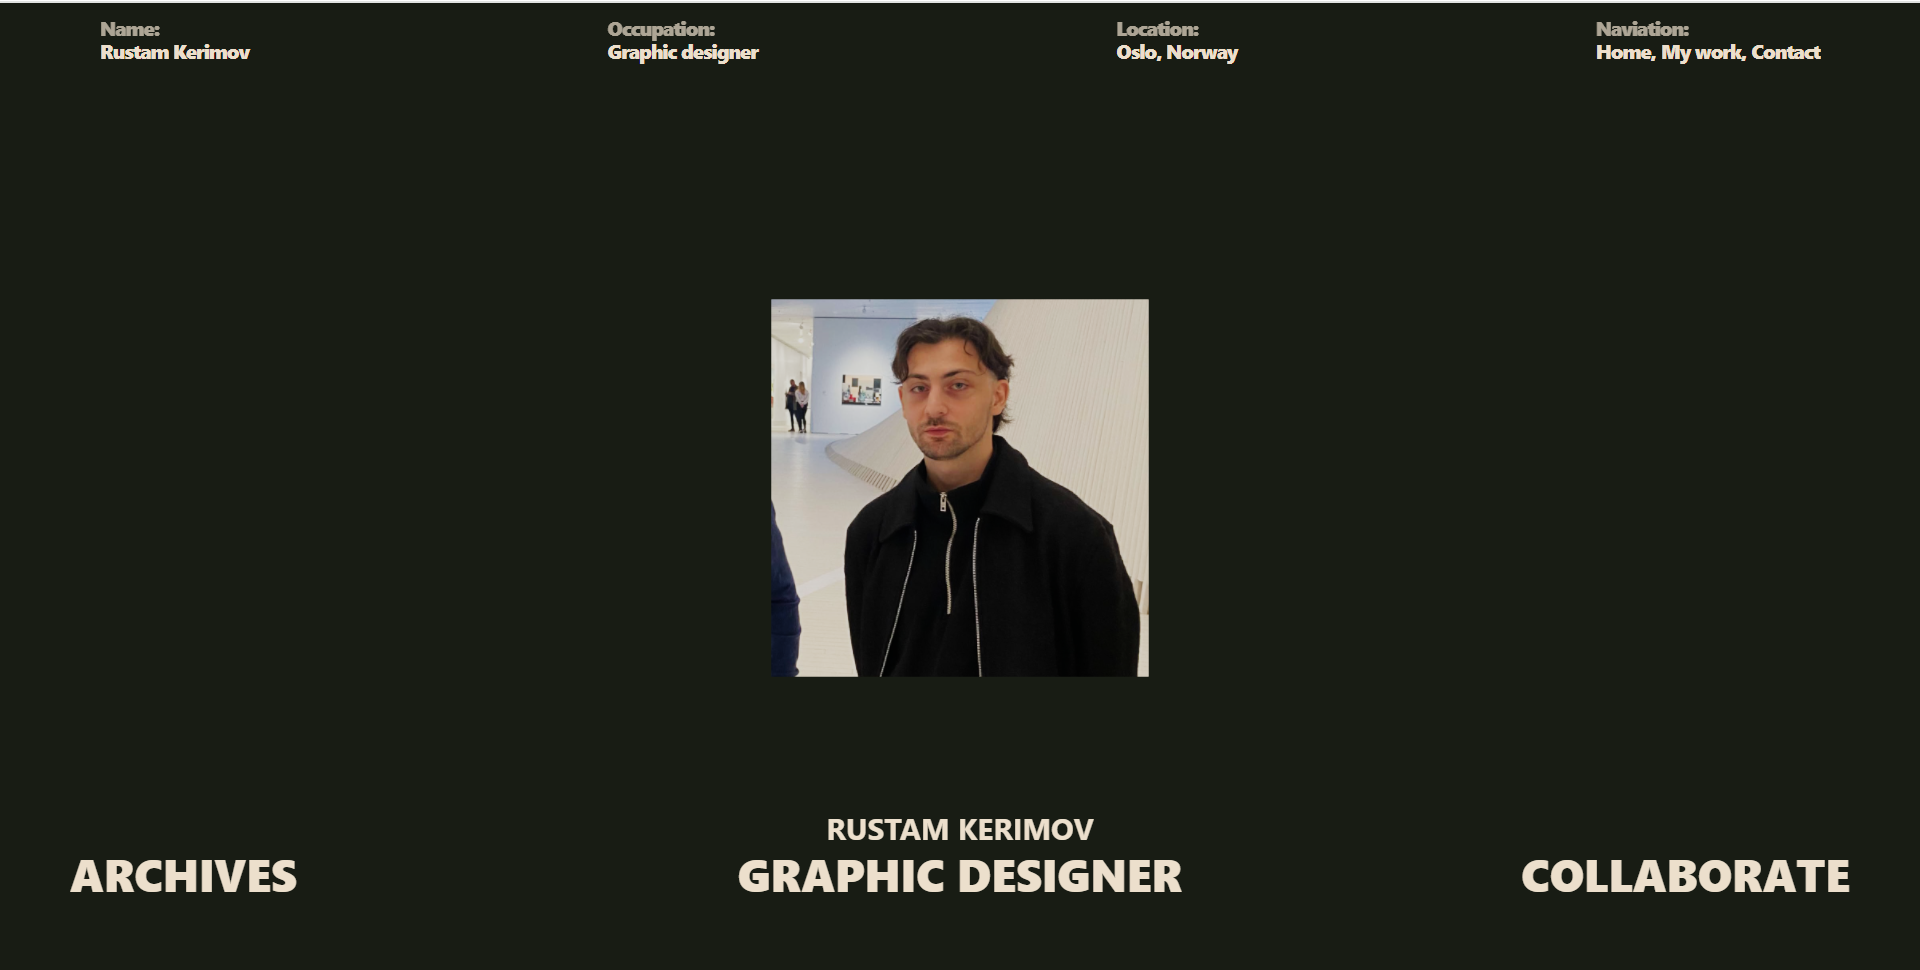 Name:
Rustam Kerimov
Occupation:
Graphic designer
Location:
Oslo, Norway
Naviation:
Home, My work, Contact
RUSTAM KERIMOV
ARCHIVES
GRAPHIC DESIGNER
COLLABORATE